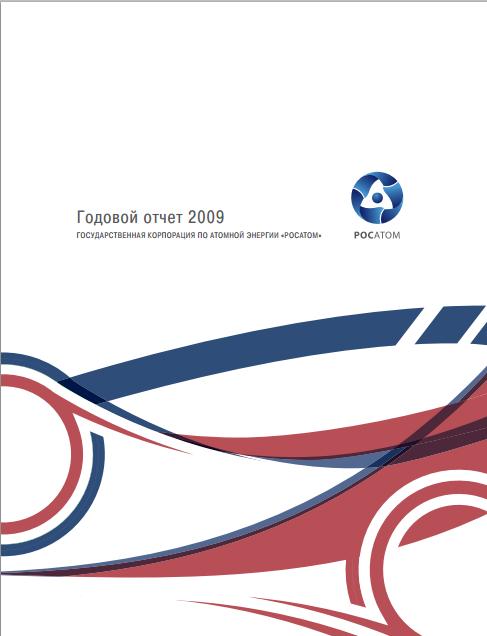 Годовой отчет 2009
ГОСУДАРСТВЕННАЯ КОРПОРАЦИЯ ПО АТОМНОЙ ЭНЕРГИИ «РОСАТОМ»
РОСАТОМ